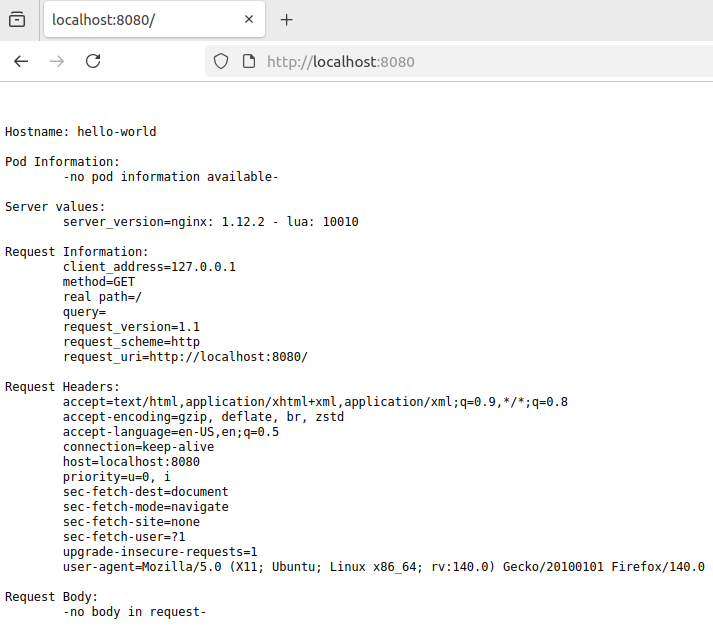 localhost:8080/
http://localhost:8080
Hostname: hello-world
Pod Information:
-no pod information available-
Server values:
server_version=nginx: 1.12.2 - lua: 10010
Request Information:
client_address=127.0.0.1
method=GET
real path=/
query=
request_version=1.1
request_scheme=http
request_uri=http://localhost:8080/
Request Headers:
accept=text/html,application/xhtml+xml,application/xml;q=0.9,*/*;q=0.8
accept-encoding=gzip, deflate, br, zstd
accept-language=en-US,en;q=0.5
connection=keep-alive
host=localhost:8080
priority=u=0, i
sec-fetch-dest=document
sec-fetch-mode=navigate
sec-fetch-site=none
sec-fetch-user=?1
upgrade-insecure-requests=1
user-agent=Mozilla/5.0 (X11; Ubuntu; Linux x86_64; rv:140.0) Gecko/20100101 Firefox/140.0
Request Body:
-no body in request-